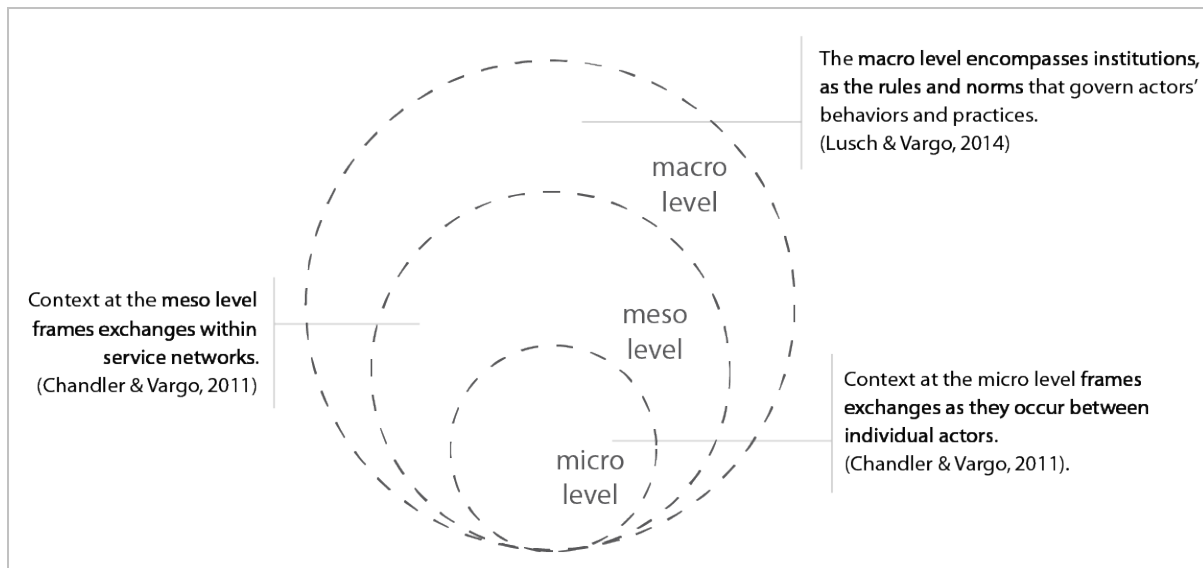 The macro level encompasses institutions,
as the rules and norms that govern actors’
behaviors and practices.
(Lusch & Vargo, 2014)
macro
level
Context at the meso level
frames exchanges within
service networks.
(Chandler & Vargo, 2011)
meso
level
Context at the micro level frames
exchanges as they occur between
individual actors.
(Chandler & Vargo, 2011).
micro
level